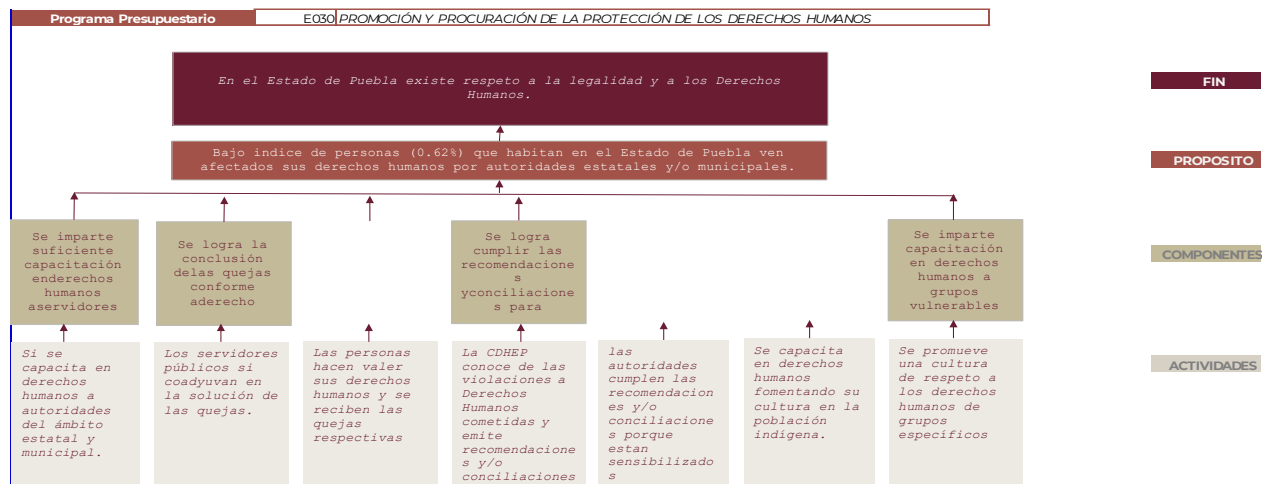 Programa Presupuestario
E030 PROMOCIÓN Y PROCURACIÓN DE LA PROTECCIÓN DE LOS DERECHOS HUMANOS
En el Estado de Puebla existe respeto a la legalidad y a los Derechos
Humanos.
FIN
Bajo indice de personas (0.62%) que habitan en el Estado de Puebla ven
afectados sus derechos humanos por autoridades estatales y/o municipales.
PROPOSITO
Se imparte
suficiente
capacitación
enderechos
humanos
aservidores
Se logra la
conclusión
delas quejas
conforme
aderecho
Se logra
cumplir las
recomendacione
s
yconciliacione
s para
Se imparte
capacitación
en derechos
humanos a
grupos
vulnerables
COMPONENTES
Si se
capacita en
derechos
humanos a
autoridades
del ámbito
estatal y
municipal.
Los servidores
públicos si
coadyuvan en
la solución de
las quejas.
Las personas
hacen valer
sus derechos
humanos y se
reciben las
quejas
respectivas
La CDHEP
conoce de las
violaciones a
Derechos
Humanos
cometidas y
emite
recomendacione
s y/o
conciliaciones
las
autoridades
cumplen las
recomendacion
es y/o
conciliacione
s porque
estan
sensibilizado
s
Se capacita
en derechos
humanos
fomentando su
cultura en la
población
indígena.
Se promueve
una cultura
de respeto a
los derechos
humanos de
grupos
específicos
ACTIVIDADES